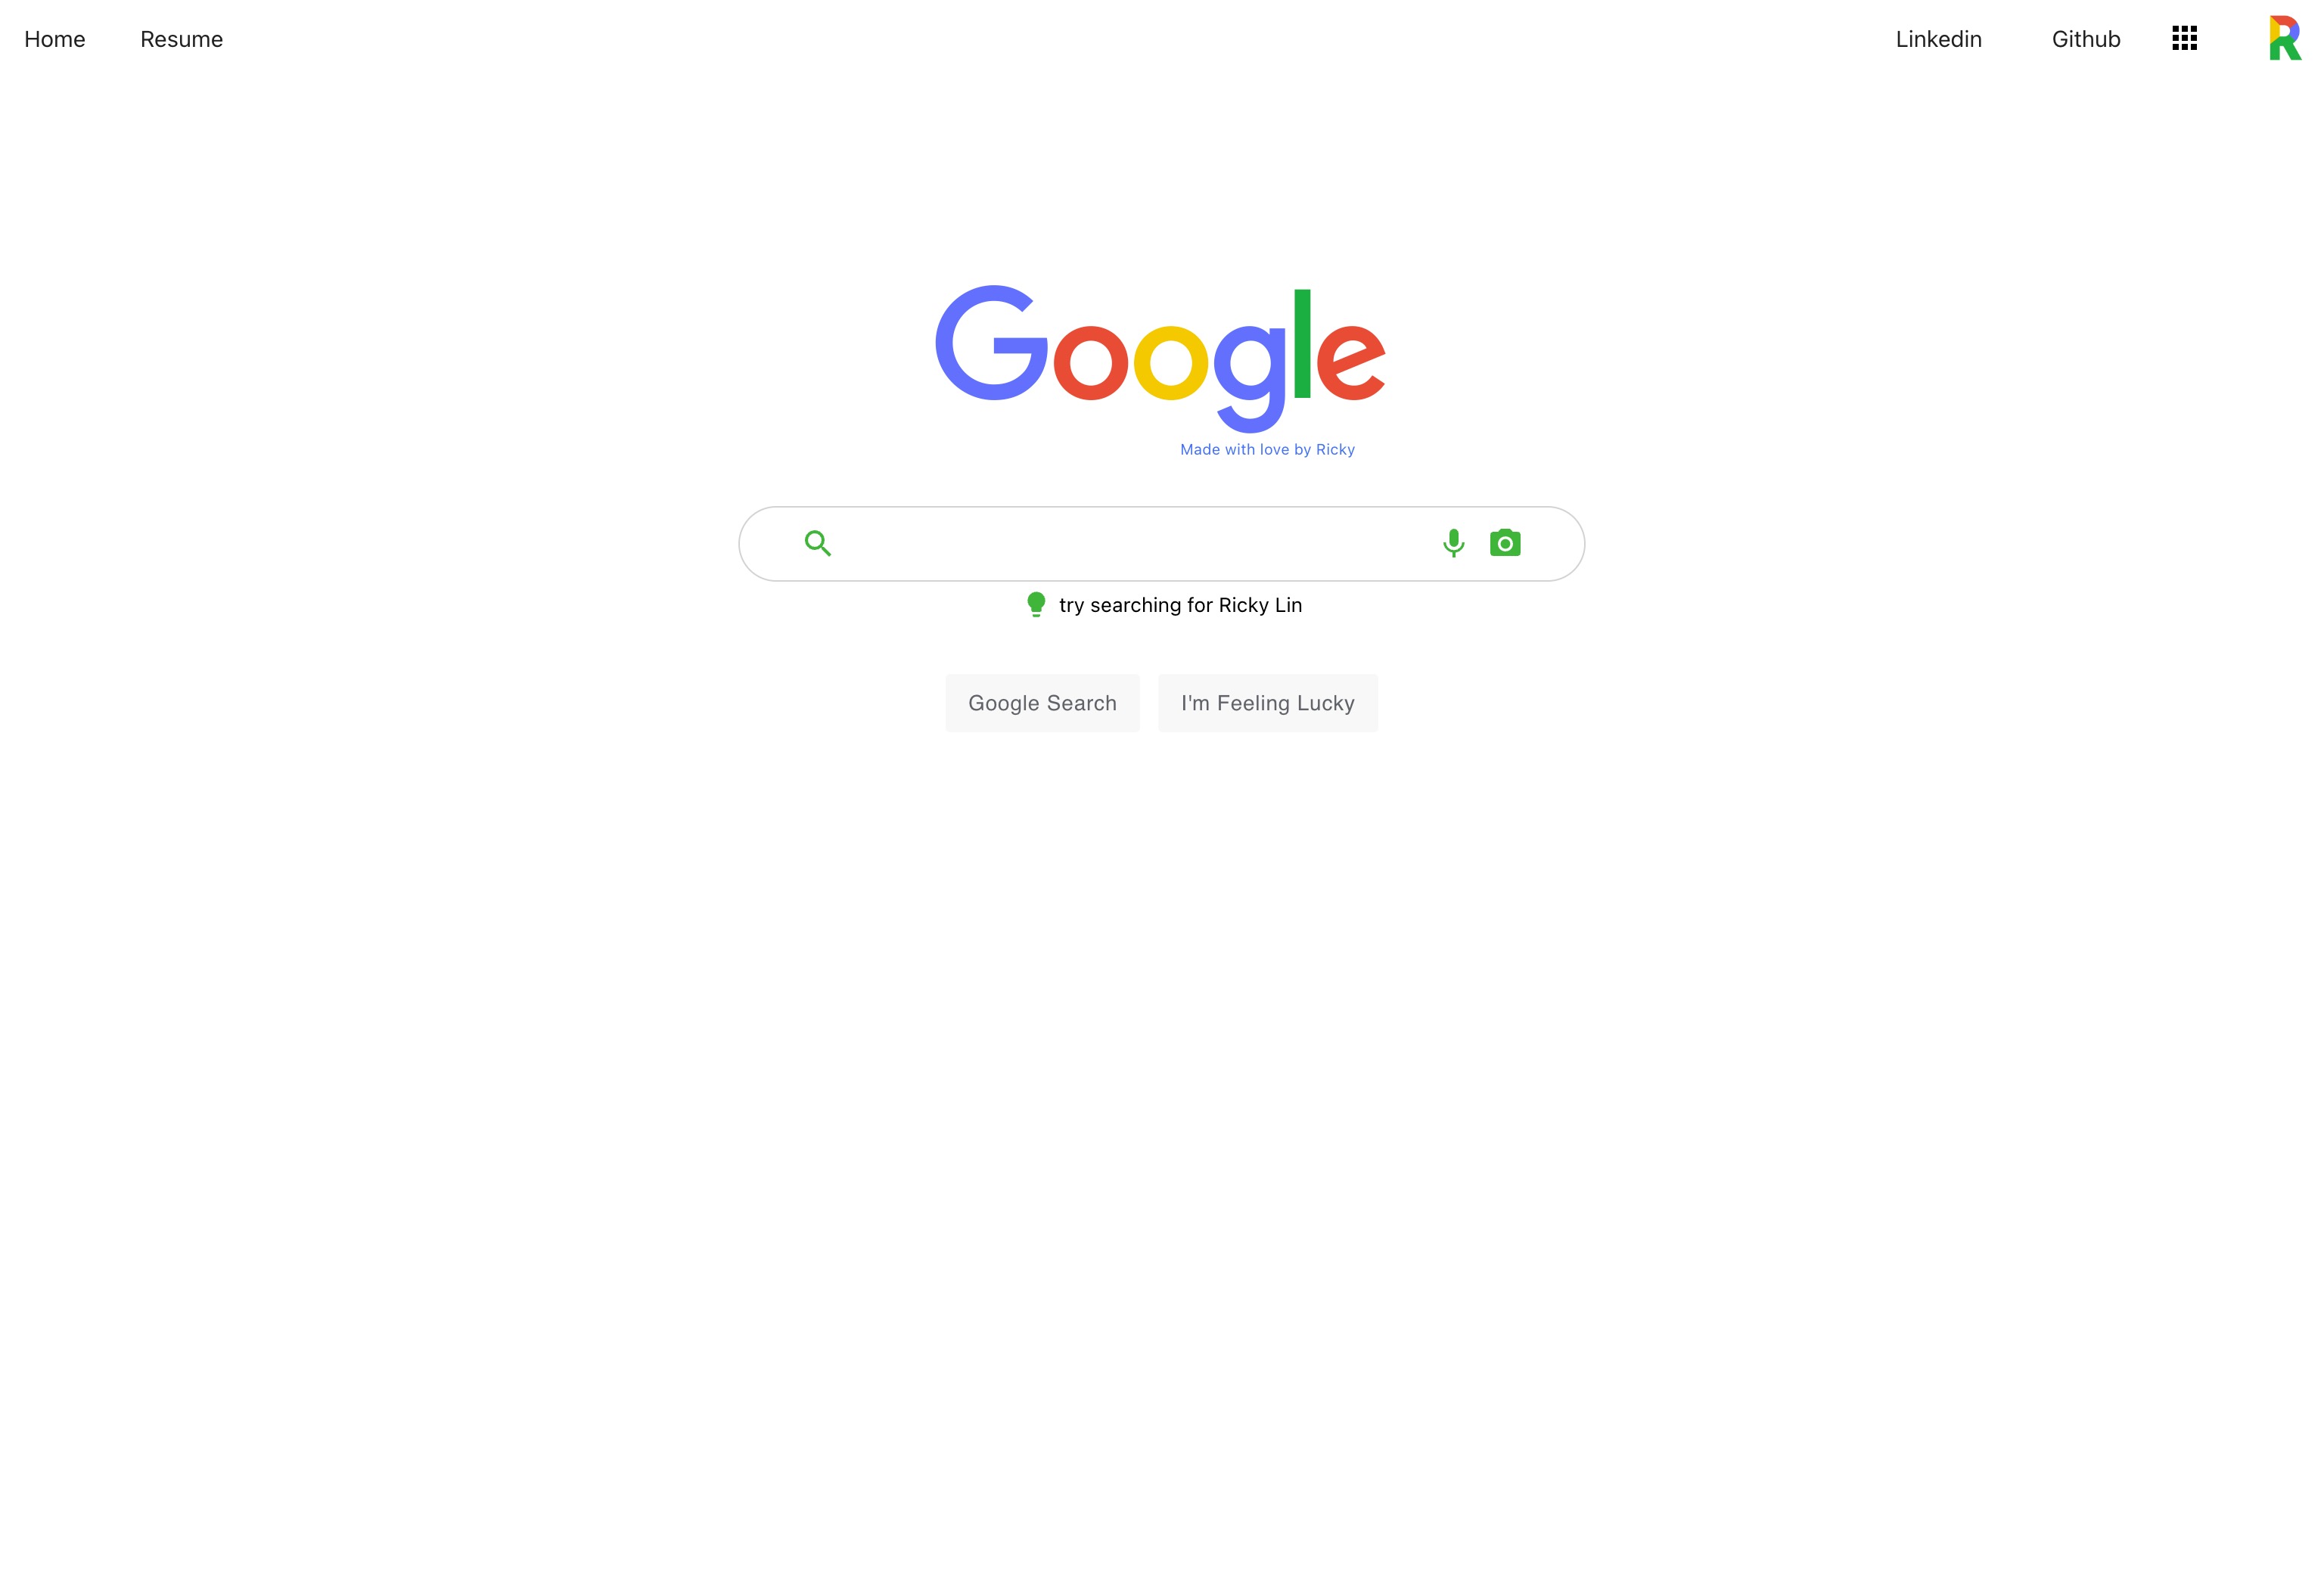 Home Resume Linkedin Github R
Google
Made with love by Ricky
try searching for Ricky Lin
Google Search I'm Feeling Lucky